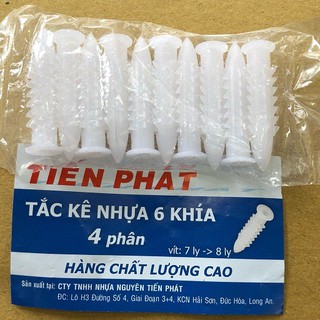 TIẾN PHÁT
TẮC KÊ NHỰA 6 KHÍA
4 phân
vít: 7 ly -> 8 ly
HÀNG CHẤT LƯỢNG CAO
Sản xuất tại: CTY TNHH NHỰA NGUYÊN TIẾN PHÁT
ĐC: Lô H3 Đường Số 4, Giai Đoạn 3+4, KCN Hải Sơn, Đức Hòa, Long An.